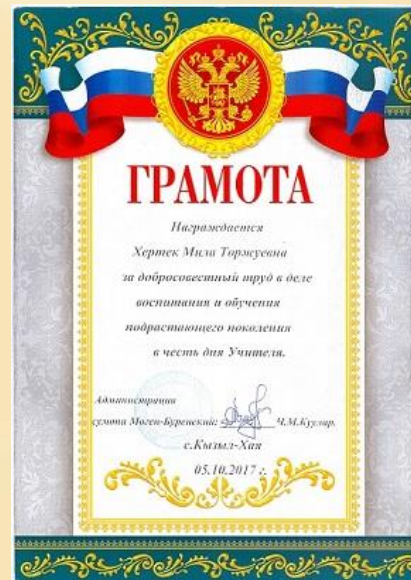 ГРАМОТА
Награждается
Хертек Мила Торжуевна
за добросовестный труд в деле
воспитания и обучения
подрастающего поколения
в честь дня Учителя.
Администрация
сумона Моген-Буренский: Ч.М.Куулар.
с.Кызыл-Хая
05.10.2017 г.